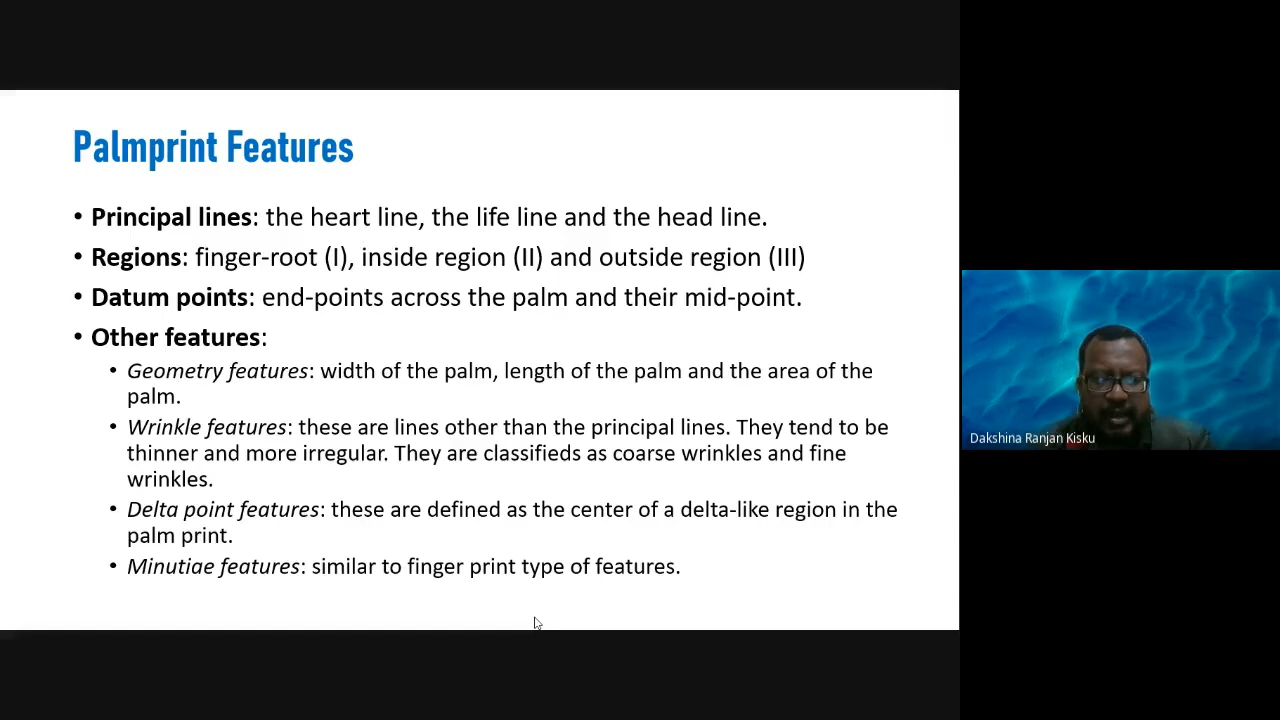 Palmprint Features
• Principal lines: the heart line, the life line and the head line.
• Regions: finger-root (I), inside region (II) and outside region (III)
• Datum points: end-points across the palm and their mid-point.
• Other features:
• Geometry features: width of the palm, length of the palm and the area of the
palm.
• Wrinkle features: these are lines other than the principal lines. They tend to be
thinner and more irregular. They are classifieds as coarse wrinkles and fine
wrinkles.
• Delta point features: these are defined as the center of a delta-like region in the
palm print.
• Minutiae features: similar to finger print type of features.
Dakshina Ranjan Kisku